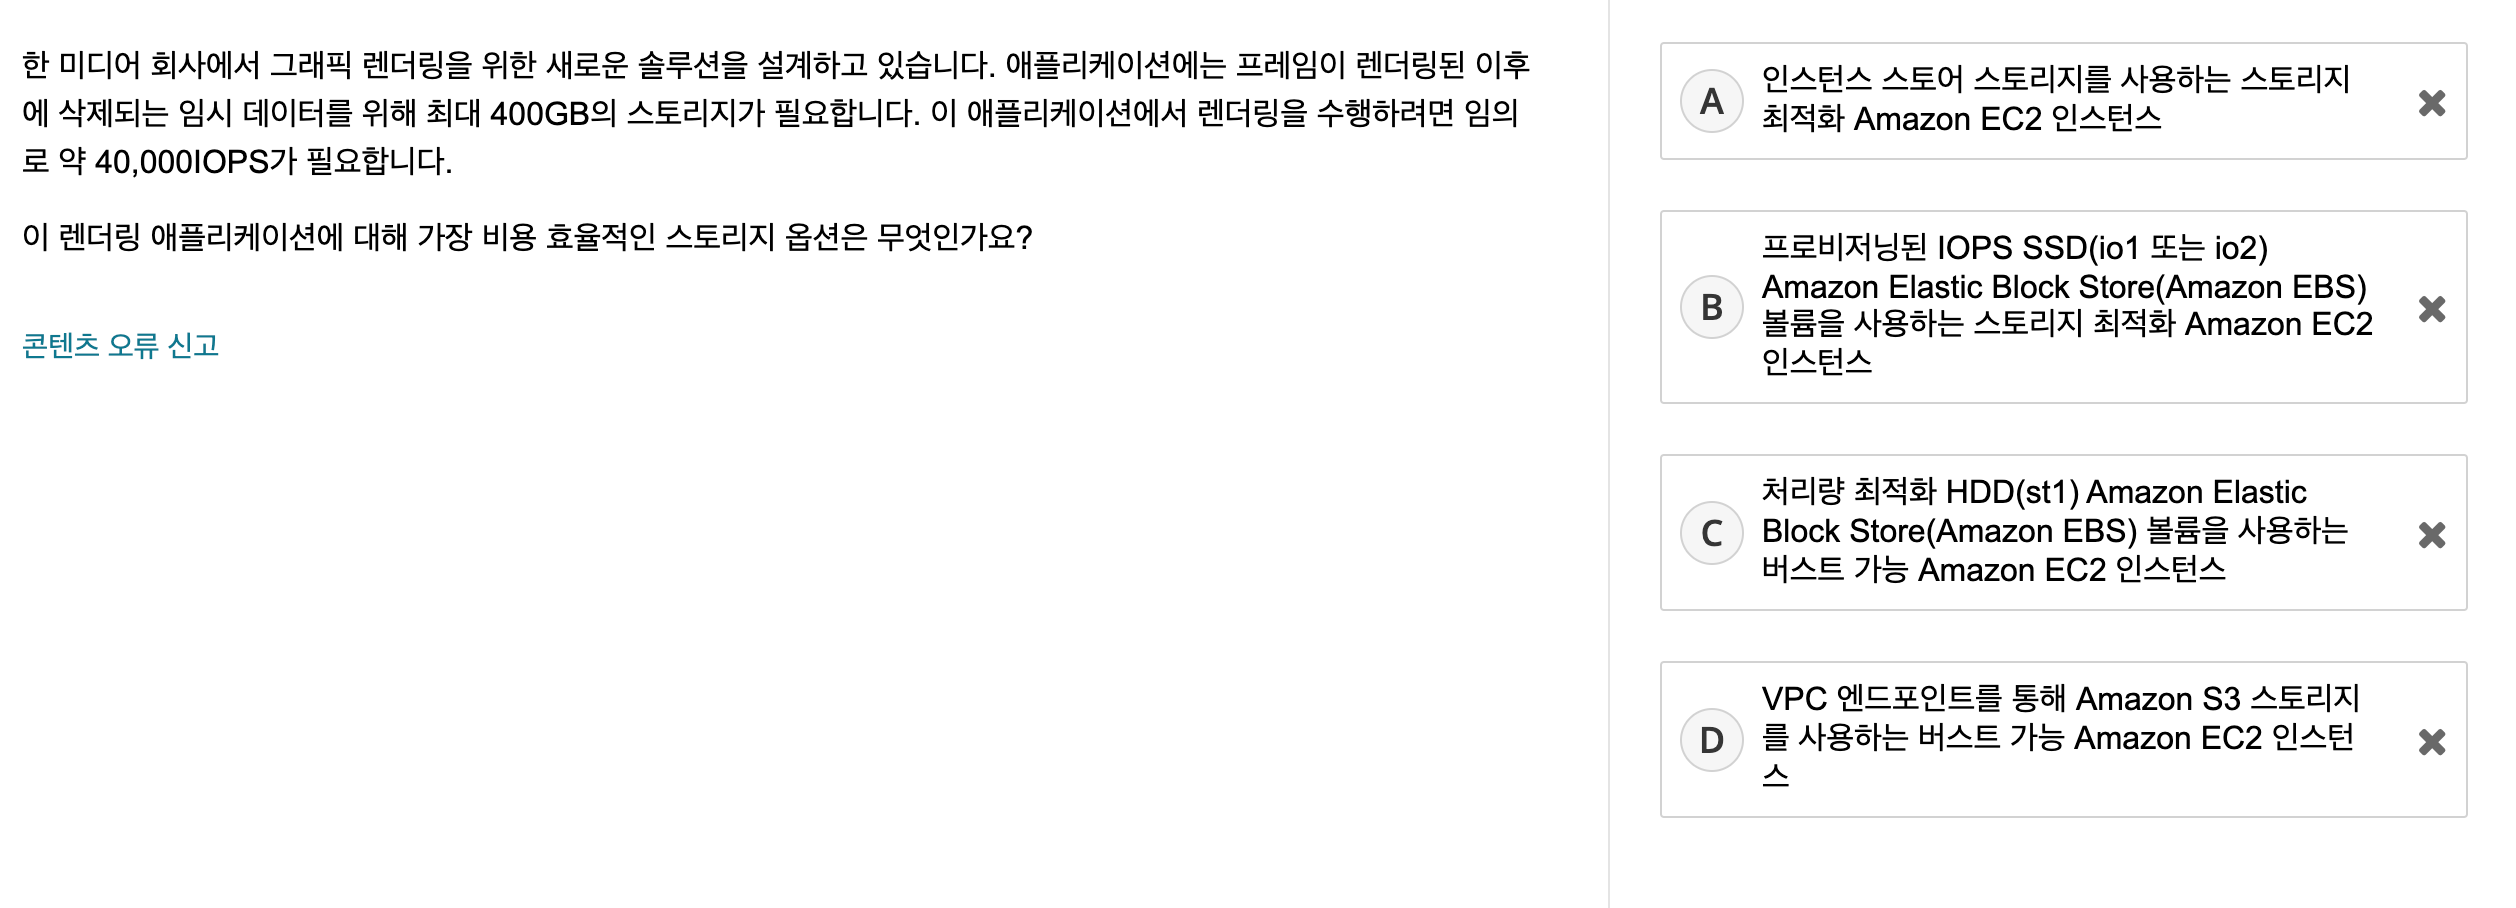 한 미디어 회사에서 그래픽 렌더링을 위한 새로운 솔루션을 설계하고 있습니다. 애플리케이션에는 프레임이 렌더링된 이후
에 삭제되는 임시 데이터를 위해 최대 400GB의 스토리지가 필요합니다. 이 애플리케이션에서 렌더링을 수행하려면 임의
로 약 40,000IOPS가 필요합니다.
이 렌더링 애플리케이션에 대해 가장 비용 효율적인 스토리지 옵션은 무엇인가요?
콘텐츠 오류 신고
A
인스턴스 스토어 스토리지를 사용하는 스토리지
최적화 Amazon EC2 인스턴스
B
프로비저닝된 IOPS SSD(io1 또는 io2)
Amazon Elastic Block Store(Amazon EBS)
볼륨을 사용하는 스토리지 최적화 Amazon EC2
인스턴스
C
처리량 최적화 HDD(st1) Amazon Elastic
Block Store(Amazon EBS) 볼륨을 사용하는
버스트 가능 Amazon EC2 인스턴스
D
VPC 엔드포인트를 통해 Amazon S3 스토리지
를 사용하는 버스트 가능 Amazon EC2 인스턴
스